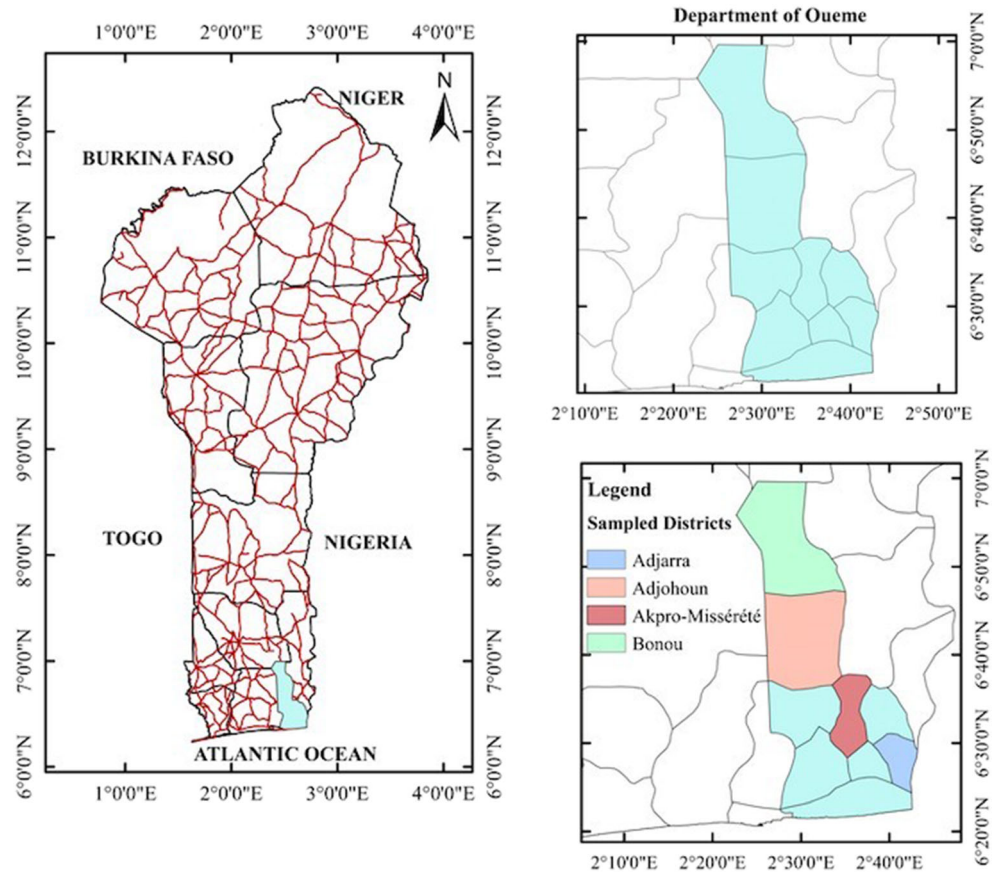 1°0'0"E 2°0'0"E 3°0'0"E 4°0'0"E
N
NIGER
BURKINA FASO
TOGO
NIGERIA
ATLANTIC OCEAN
12°0'0"N 12°0'0"N
11°0'0"N 11°0'0"N
10°0'0"N 10°0'0"N
9°0'0"N 9°0'0"N
8°0'0"N 8°0'0"N
7°0'0"N 7°0'0"N
6°0'0"N 6°0'0"N
1°0'0"E 2°0'0"E 3°0'0"E 4°0'0"E
Department of Oueme
7°0'0"N
6°50'0"N
6°40'0"N
6°30'0"N
2°10'0"E 2°20'0"E 2°30'0"E 2°40'0"E 2°50'0"E
Legend
Sampled Districts
Adjarra
Adjohoun
Akpro-Missérété
Bonou
7°0'0"N
6°50'0"N
6°40'0"N
6°30'0"N
6°20'0"N
2°10'0"E 2°20'0"E 2°30'0"E 2°40'0"E